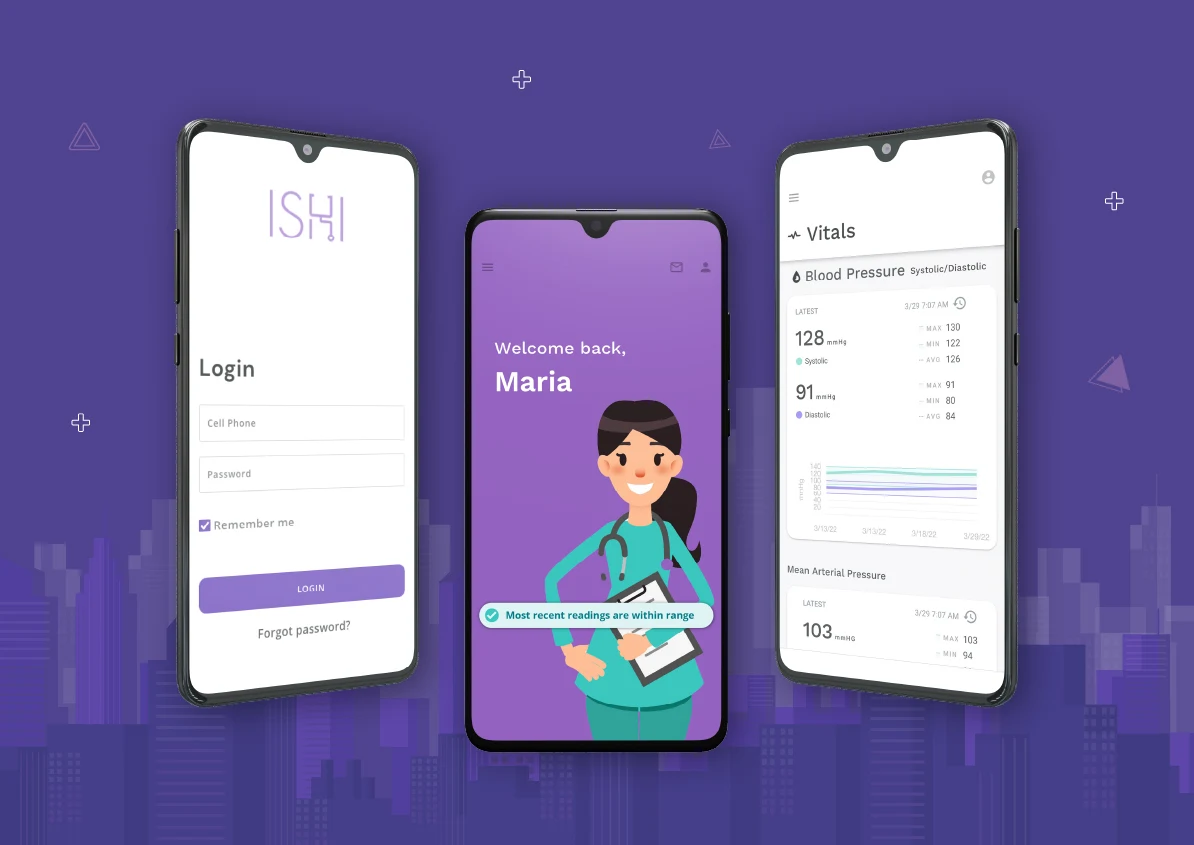 ISHI
Login
Cell Phone
Password
Remember me
LOGIN
Forgot password?
Welcome back,
Maria
Most recent readings are within range
Vitals
Blood Pressure Systolic/Diastolic
LATEST 3/29 7:07 AM
128 mmHg
Systolic
MAX 130
MIN 122
AVG 126
91 mmHg
Diastolic
MAX 91
MIN 80
AVG 84
mmHg
140
120
100
80
60
40
20
3/13/22 3/13/22 3/18/22 3/29/22
Mean Arterial Pressure
LATEST 3/29 7:07 AM
103 mmHG
MAX 103
MIN 94